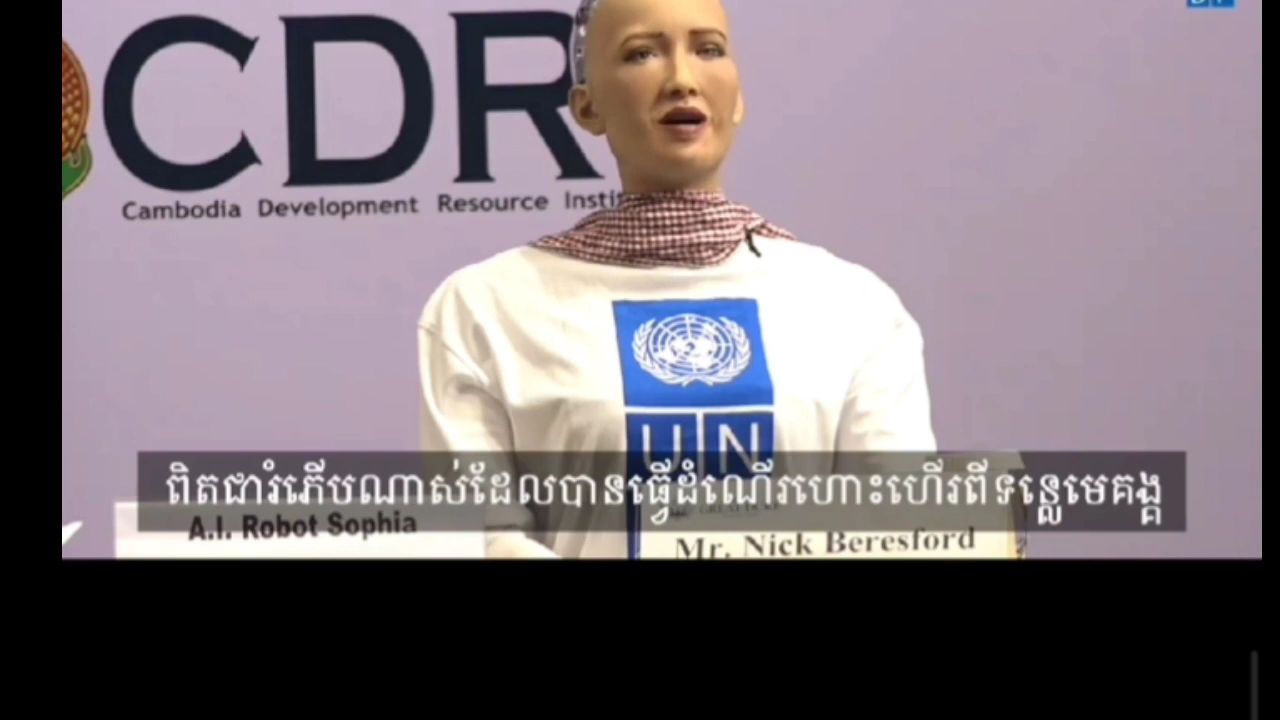 CDR
Cambodia Development Resource Insti
UN
ពិតជារំភើបណាស់ដែលបានធ្វើដំណើរហោះហើរពីទន្លេមេគង្គ
A.I. Robot Sophia
Mr. Nick Beresford